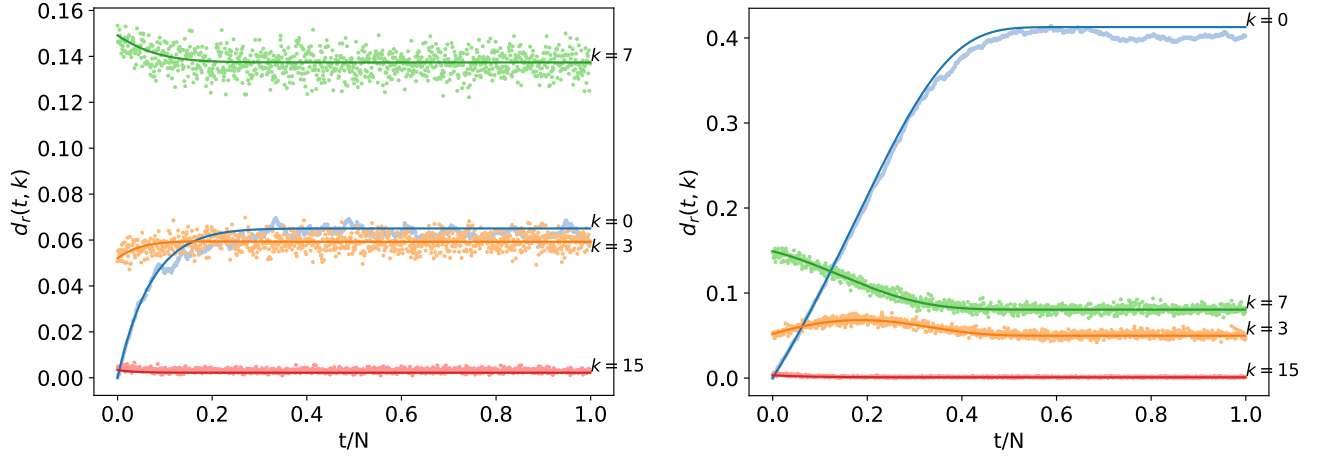 0.16
0.14
0.12
0.10
0.08
0.06
0.04
0.02
0.00
d_r(t, k)
0.0 0.2 0.4 0.6 0.8 1.0
t/N
k = 7
k = 0
k = 3
k = 15
0.4
0.3
0.2
0.1
0.0
d_r(t, k)
0.0 0.2 0.4 0.6 0.8 1.0
t/N
k = 0
k = 7
k = 3
k = 15